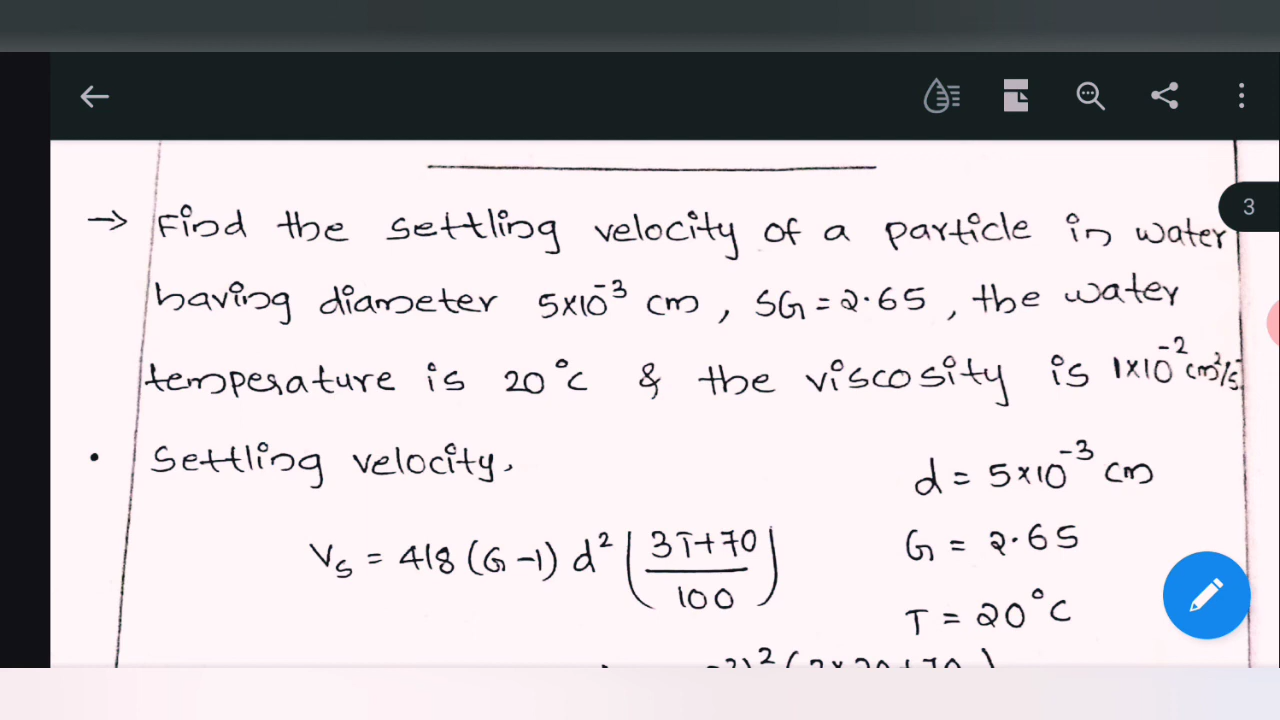 3
→ Find the settling velocity of a particle in water
having diameter 5×10⁻³ cm, SG = 2.65, the water
temperature is 20°C & the viscosity is 1×10⁻² cm²/s.
• Settling velocity,
d = 5×10⁻³ cm
Vs = 418 (G-1) d² (3T+70/100)
G = 2.65
T = 20°C